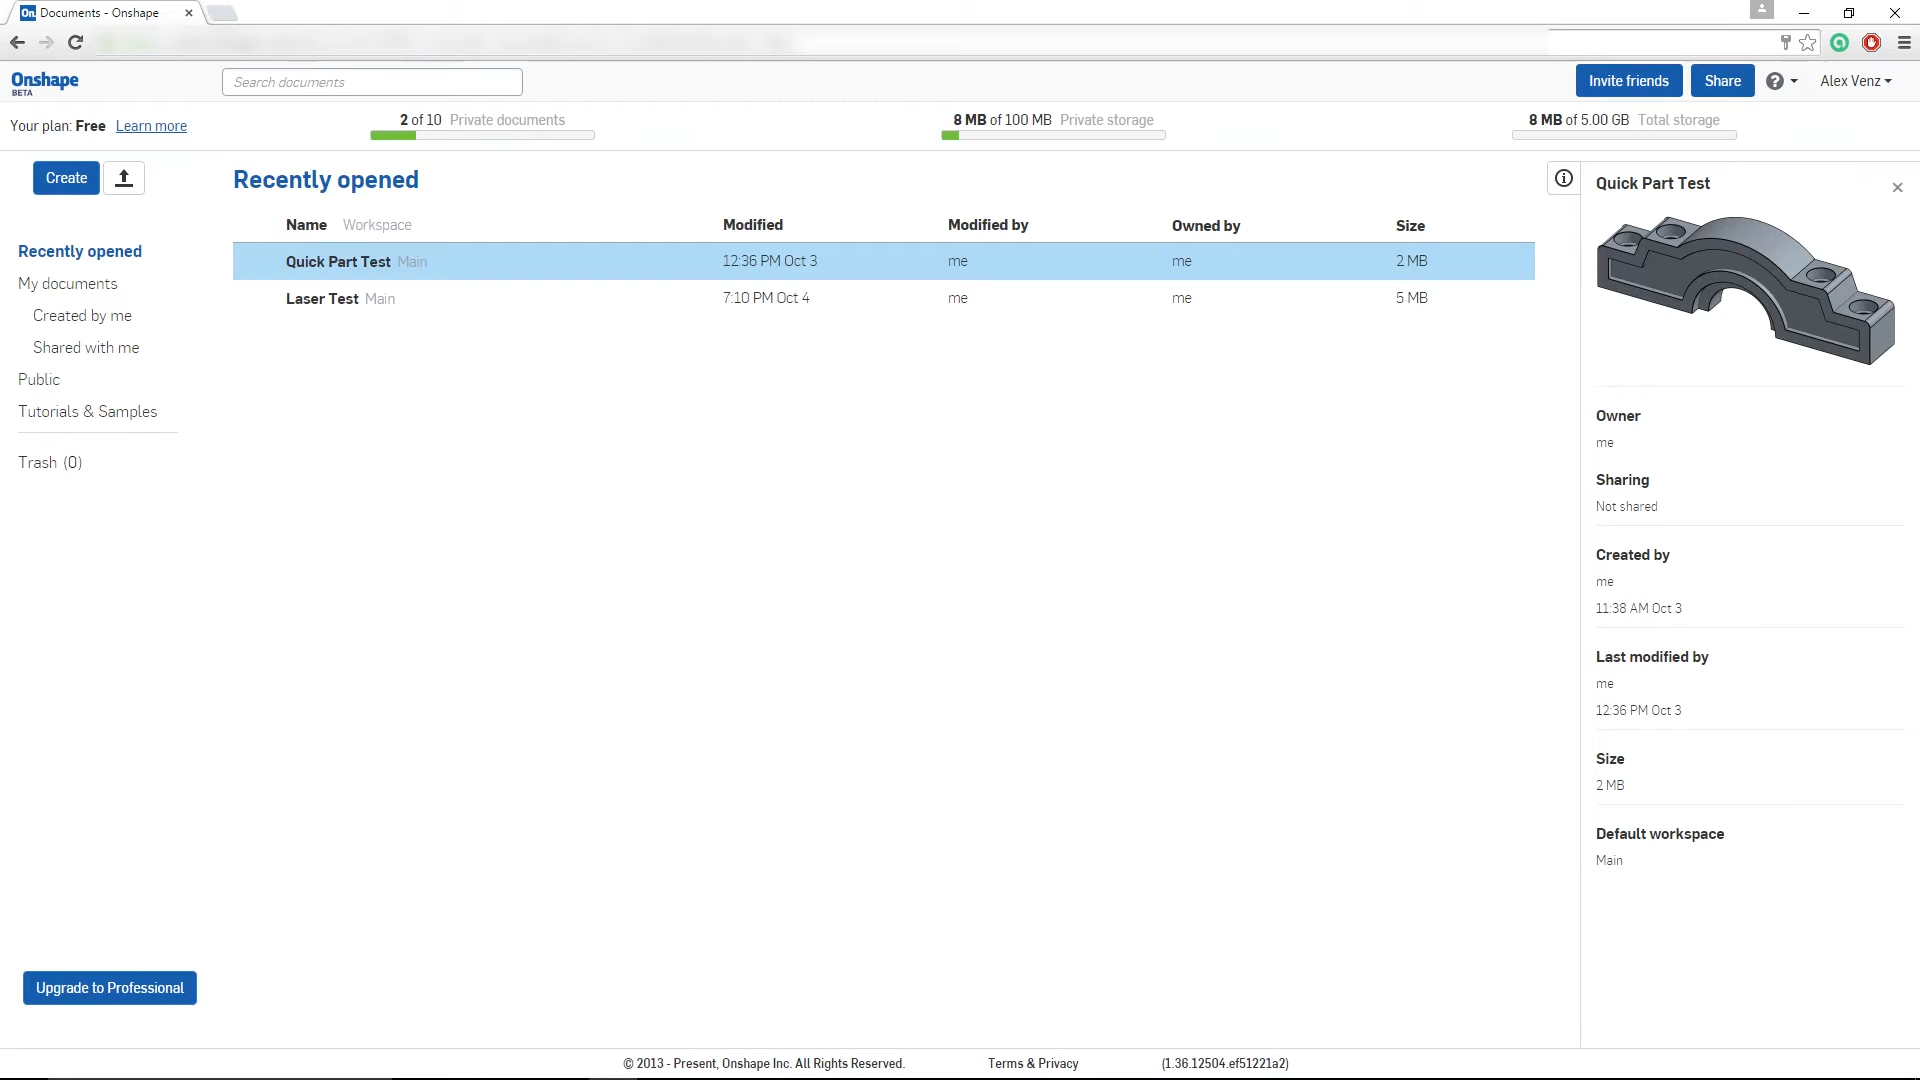 Documents - Onshape
Onshape
BETA
Search documents
Invite friends
Share
Alex Venz
Your plan: Free Learn more
2 of 10 Private documents
8 MB of 100 MB Private storage
8 MB of 5.00 GB Total storage
Create
Recently opened
My documents
Created by me
Shared with me
Public
Tutorials & Samples
Trash (0)
Upgrade to Professional
Recently opened
Name Workspace Modified Modified by Owned by Size
Quick Part Test Main 12:36 PM Oct 3 me me 2 MB
Laser Test Main 7:10 PM Oct 4 me me 5 MB
Quick Part Test
Owner
me
Sharing
Not shared
Created by
me
11:38 AM Oct 3
Last modified by
me
12:36 PM Oct 3
Size
2 MB
Default workspace
Main
© 2013 - Present, Onshape Inc. All Rights Reserved. Terms & Privacy (1.36.12504.ef51221a2)